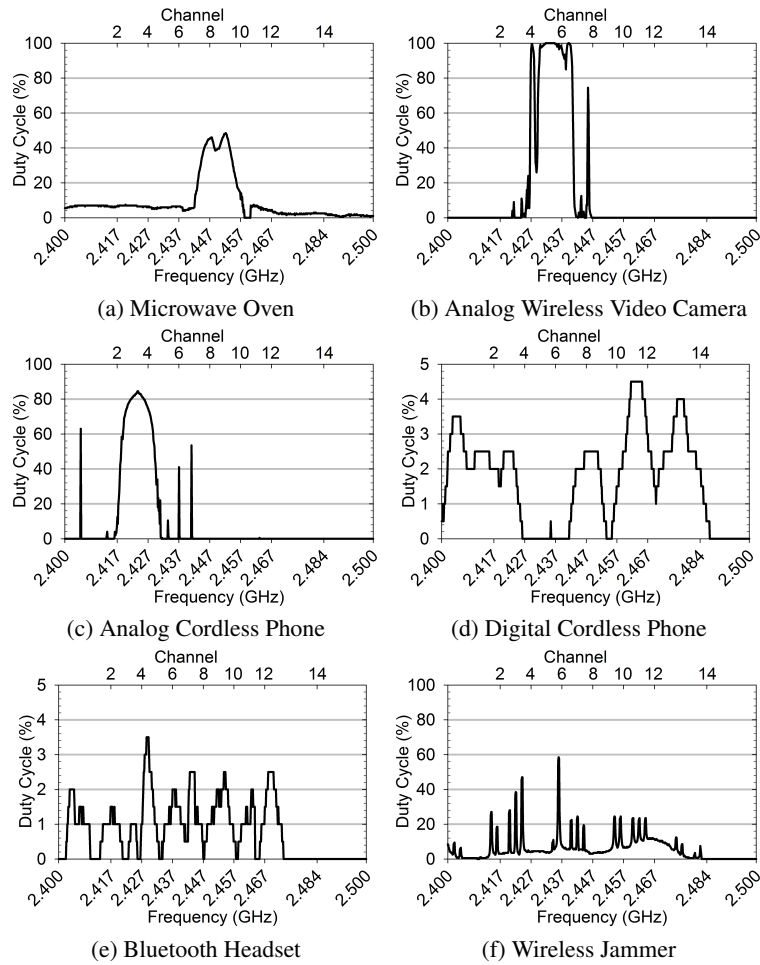 Channel Channel
2 4 6 8 10 12 14 2 4 6 8 10 12 14
100 100
80 80
60 60
40 40
20 20
0 0
Duty Cycle (%) Duty Cycle (%)
2.400 2.417 2.427 2.437 2.447 2.457 2.467 2.484 2.500 2.400 2.417 2.427 2.437 2.447 2.457 2.467 2.484 2.500
Frequency (GHz) Frequency (GHz)
(a) Microwave Oven (b) Analog Wireless Video Camera
Channel Channel
2 4 6 8 10 12 14 2 4 6 8 10 12 14
100 5
80 4
60 3
40 2
20 1
0 0
Duty Cycle (%) Duty Cycle (%)
2.400 2.417 2.427 2.437 2.447 2.457 2.467 2.484 2.500 2.400 2.417 2.427 2.437 2.447 2.457 2.467 2.484 2.500
Frequency (GHz) Frequency (GHz)
(c) Analog Cordless Phone (d) Digital Cordless Phone
Channel Channel
2 4 6 8 10 12 14 2 4 6 8 10 12 14
5 100
4 80
3 60
2 40
1 20
0 0
Duty Cycle (%) Duty Cycle (%)
2.400 2.417 2.427 2.437 2.447 2.457 2.467 2.484 2.500 2.400 2.417 2.427 2.437 2.447 2.457 2.467 2.484 2.500
Frequency (GHz) Frequency (GHz)
(e) Bluetooth Headset (f) Wireless Jammer